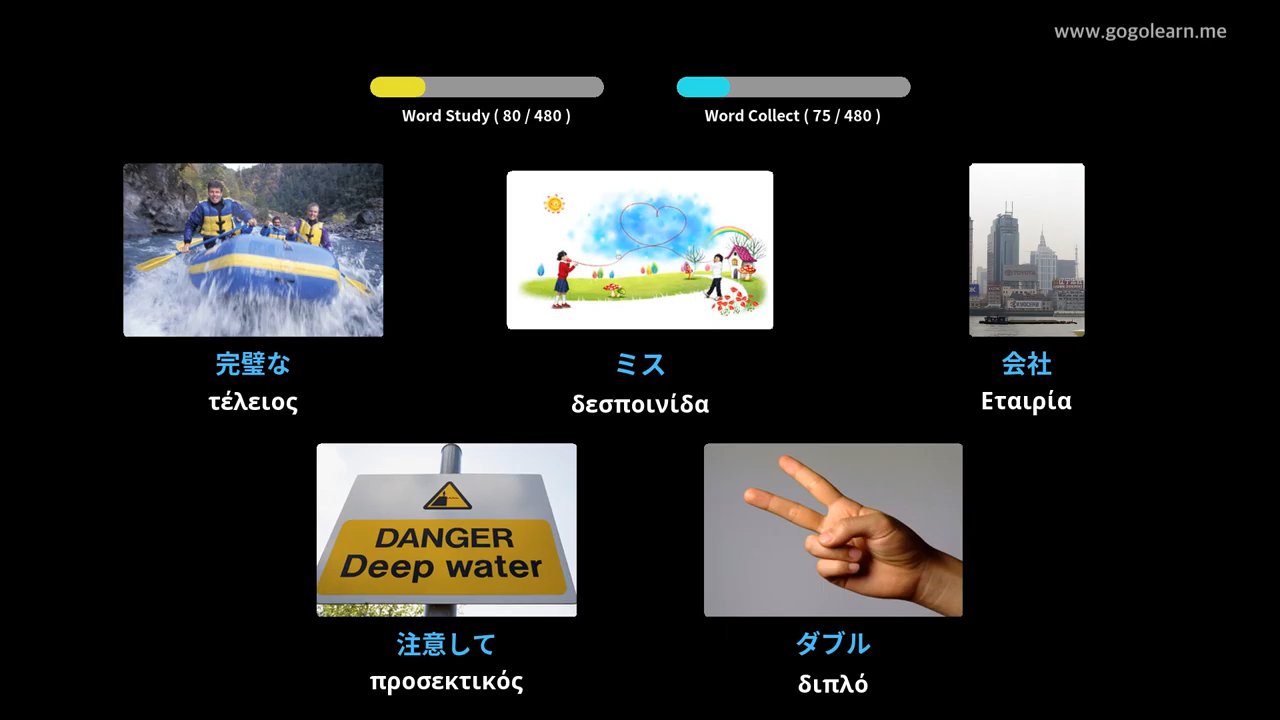 www.gogolearn.me
Word Study ( 80 / 480 )
Word Collect ( 75 / 480 )
完璧な
τέλειος
ミス
δεσποινίδα
TOYOTA
会社
Εταιρία
DANGER
Deep water
注意して
προσεκτικός
ダブル
διπλό